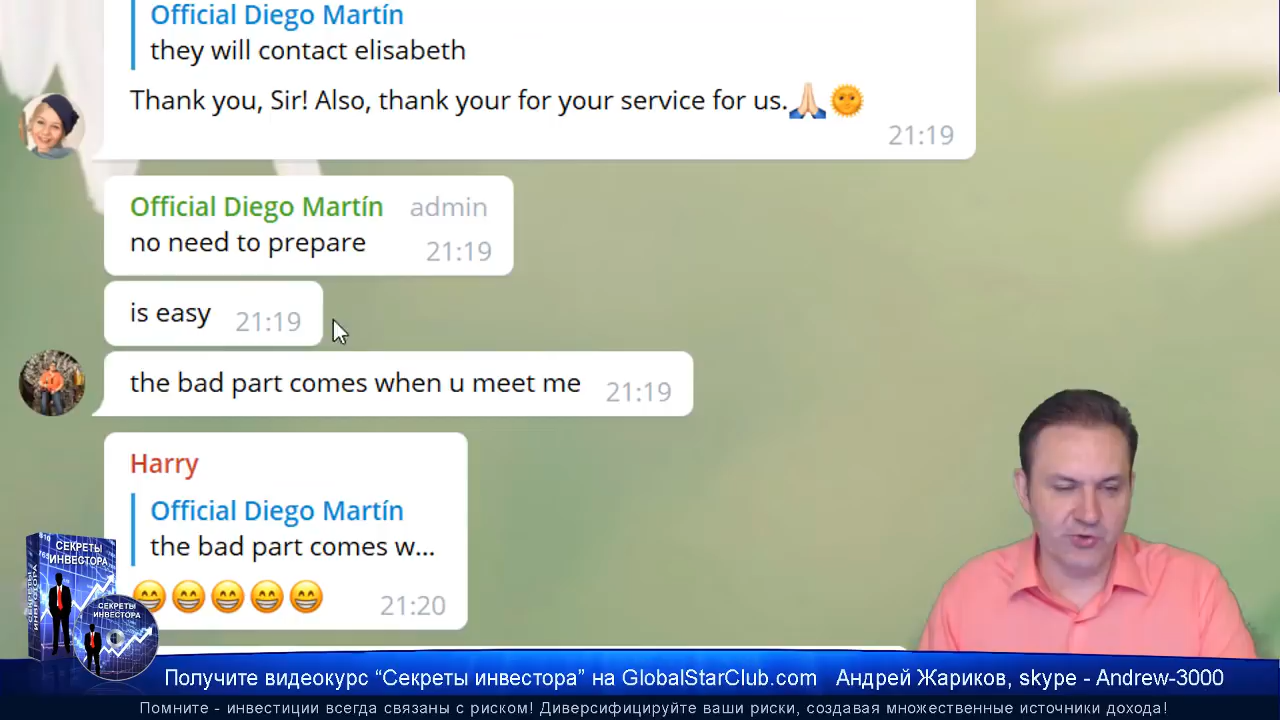 Official Diego Martín
they will contact elisabeth
Thank you, Sir! Also, thank your for your service for us.🙏🏻🌞
21:19
Official Diego Martín admin
no need to prepare 21:19
is easy 21:19
the bad part comes when u meet me 21:19
Harry
Official Diego Martín
the bad part comes w...
😁😁😁😁😁 21:20
СЕКРЕТЫ
ИНВЕСТОРА
СЕКРЕТЫ
ИНВЕСТОРА
Получите видеокурс “Секреты инвестора” на GlobalStarClub.com Андрей Жариков, skype - Andrew-3000
Помните - инвестиции всегда связаны с риском! Диверсифицируйте ваши риски, создавая множественные источники дохода!